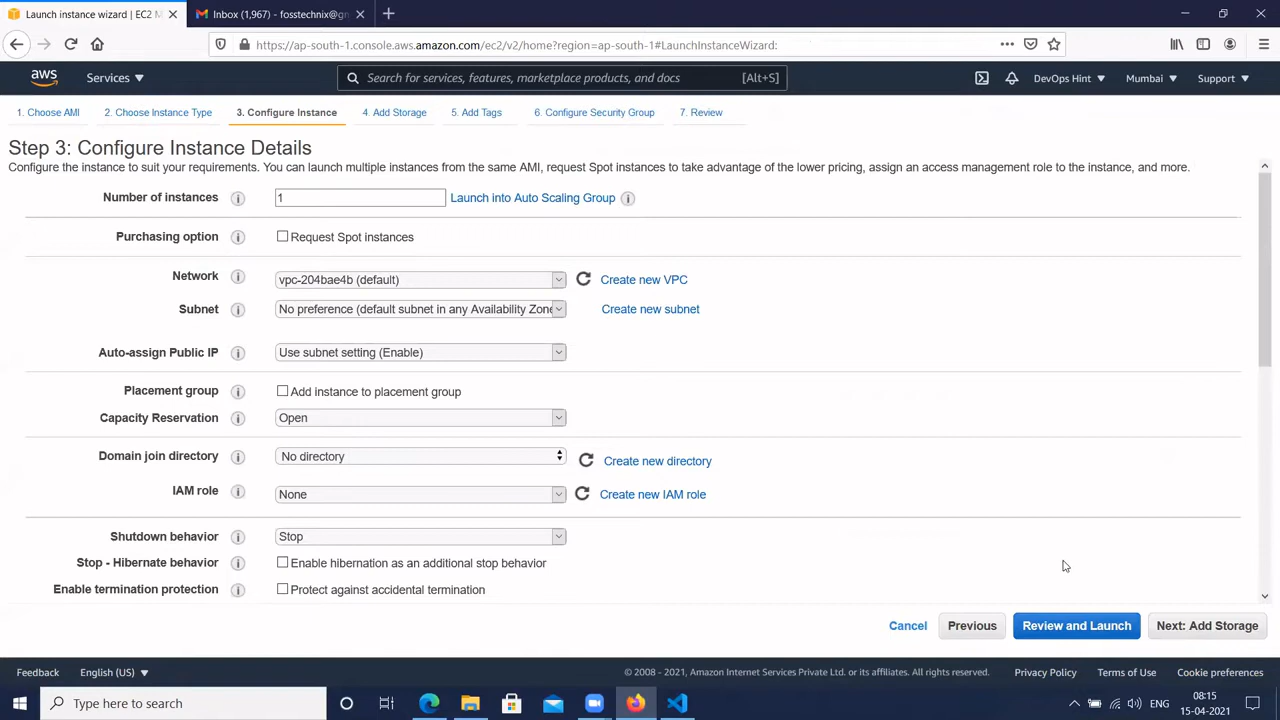 Launch instance wizard | EC2 M
Inbox (1,967) - fosstechnix@gm
https://ap-south-1.console.aws.amazon.com/ec2/v2/home?region=ap-south-1#LaunchInstanceWizard:
aws
Services
Search for services, features, marketplace products, and docs
[Alt+S]
DevOps Hint
Mumbai
Support
1. Choose AMI
2. Choose Instance Type
3. Configure Instance
4. Add Storage
5. Add Tags
6. Configure Security Group
7. Review
Step 3: Configure Instance Details
Configure the instance to suit your requirements. You can launch multiple instances from the same AMI, request Spot instances to take advantage of the lower pricing, assign an access management role to the instance, and more.
Number of instances
1
Launch into Auto Scaling Group
Purchasing option
Request Spot instances
Network
vpc-204bae4b (default)
Create new VPC
Subnet
No preference (default subnet in any Availability Zone
Create new subnet
Auto-assign Public IP
Use subnet setting (Enable)
Placement group
Add instance to placement group
Capacity Reservation
Open
Domain join directory
No directory
Create new directory
IAM role
None
Create new IAM role
Shutdown behavior
Stop
Stop - Hibernate behavior
Enable hibernation as an additional stop behavior
Enable termination protection
Protect against accidental termination
Cancel
Previous
Review and Launch
Next: Add Storage
Feedback
English (US)
© 2008 - 2021, Amazon Internet Services Private Ltd. or its affiliates. All rights reserved.
Privacy Policy
Terms of Use
Cookie preferences
Type here to search
ENG
08:15
15-04-2021